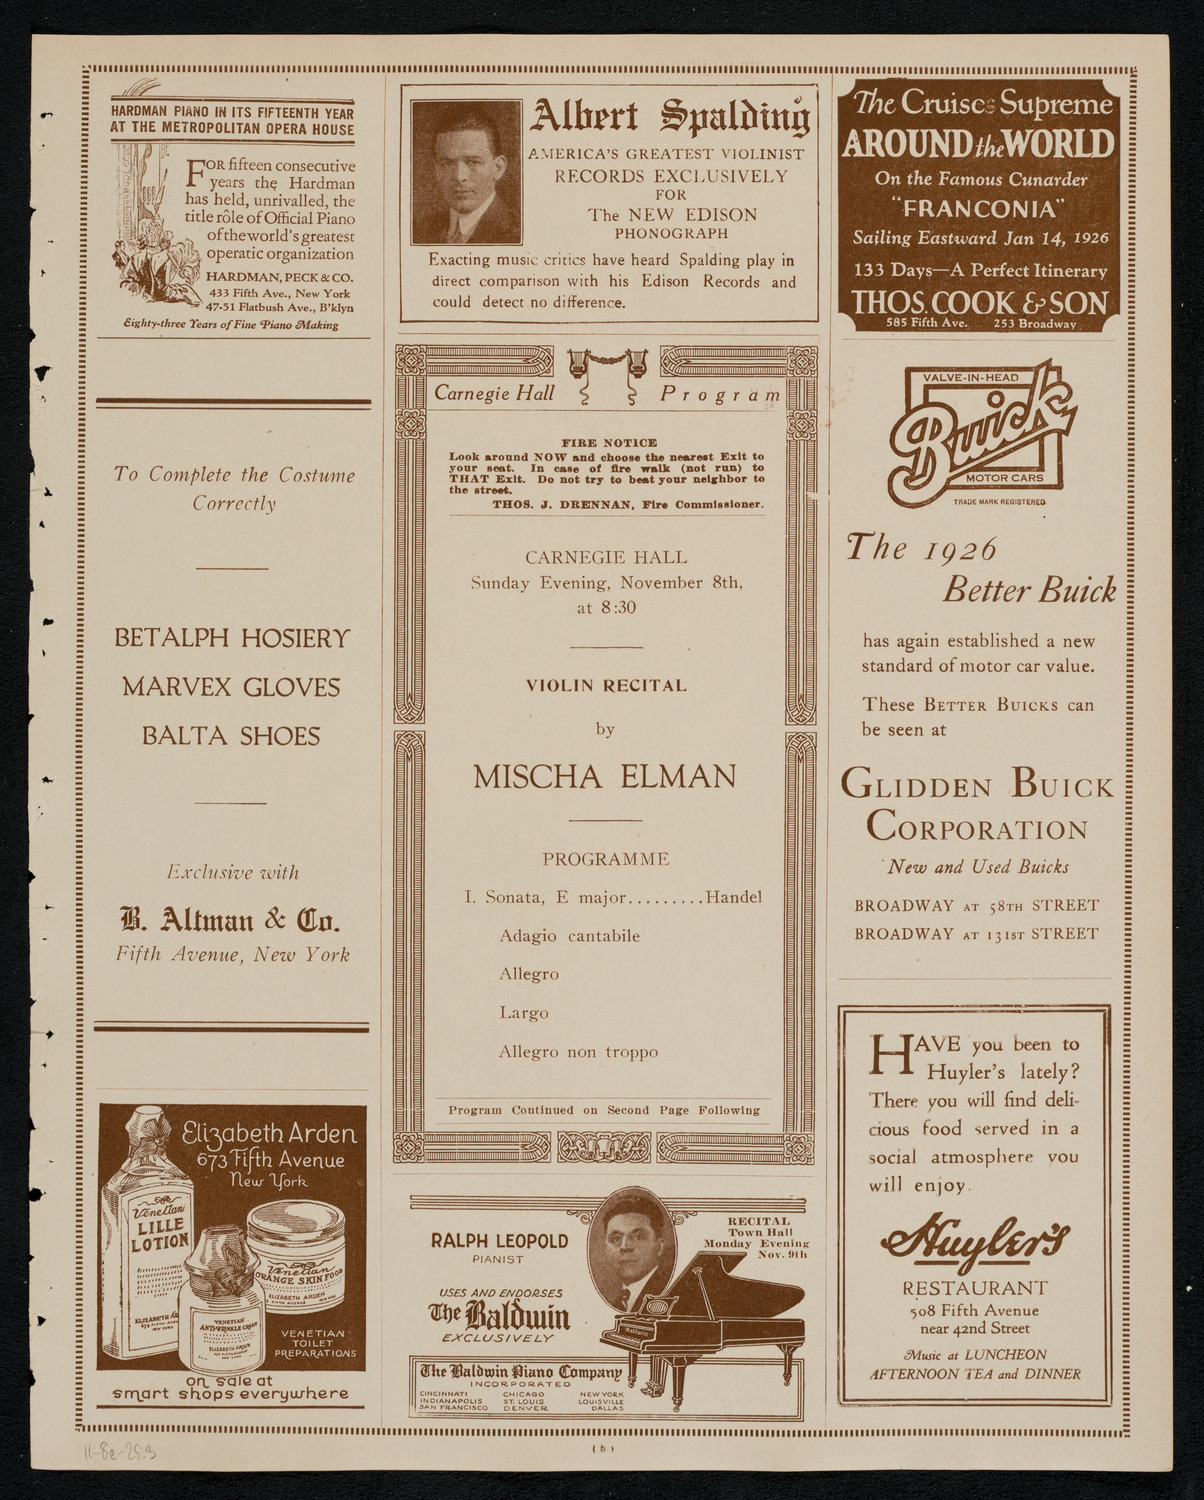 HARDMAN PIANO IN ITS FIFTEENTH YEAR
AT THE METROPOLITAN OPERA HOUSE
FOR fifteen consecutive
years the Hardman
has held, unrivalled, the
title rôle of Official Piano
of the world's greatest
operatic organization
HARDMAN, PECK & CO.
433 Fifth Ave., New York
47-51 Flatbush Ave., B'klyn
Eighty-three Years of Fine Piano Making
To Complete the Costume
Correctly
BETALPH HOSIERY
MARVEX GLOVES
BALTA SHOES
Exclusive with
B. Altman & Co.
Fifth Avenue, New York
Elizabeth Arden
673 Fifth Avenue
New York
Venetian
LILLE
LOTION
Venetian
ORANGE SKIN FOOD
ELIZABETH ARDEN
VENETIAN
ANTI-WRINKLE CREAM
ELIZABETH ARDEN
VENETIAN
TOILET
PREPARATIONS
on sale at
smart shops everywhere
Albert Spalding
AMERICA'S GREATEST VIOLINIST
RECORDS EXCLUSIVELY
FOR
The NEW EDISON
PHONOGRAPH
Exacting music critics have heard Spalding play in
direct comparison with his Edison Records and
could detect no difference.
Carnegie Hall Program
FIRE NOTICE
Look around NOW and choose the nearest Exit to
your seat. In case of fire walk (not run) to
THAT Exit. Do not try to beat your neighbor to
the street.
THOS. J. DRENNAN, Fire Commissioner.
CARNEGIE HALL
Sunday Evening, November 8th,
at 8:30
VIOLIN RECITAL
by
MISCHA ELMAN
PROGRAMME
I. Sonata, E major.........Handel
Adagio cantabile
Allegro
Largo
Allegro non troppo
Program Continued on Second Page Following
RALPH LEOPOLD
PIANIST
RECITAL
Town Hall
Monday Evening
Nov. 9th
USES AND ENDORSES
The Baldwin
EXCLUSIVELY
Baldwin
The Baldwin Piano Company
INCORPORATED
CINCINNATI CHICAGO NEW YORK
INDIANAPOLIS ST. LOUIS LOUISVILLE
SAN FRANCISCO DENVER DALLAS
The Cruises Supreme
AROUND the WORLD
On the Famous Cunarder
"FRANCONIA"
Sailing Eastward Jan 14, 1926
133 Days—A Perfect Itinerary
THOS. COOK & SON
585 Fifth Ave. 253 Broadway
VALVE-IN-HEAD
Buick
MOTOR CARS
TRADE MARK REGISTERED
The 1926
Better Buick
has again established a new
standard of motor car value.
These BETTER BUICKS can
be seen at
GLIDDEN BUICK
CORPORATION
New and Used Buicks
BROADWAY AT 58TH STREET
BROADWAY AT 131ST STREET
HAVE you been to
Huyler's lately?
There you will find deli-
cious food served in a
social atmosphere you
will enjoy.
Huyler's
RESTAURANT
508 Fifth Avenue
near 42nd Street
Music at LUNCHEON
AFTERNOON TEA and DINNER
(6)
11-8e-25.3